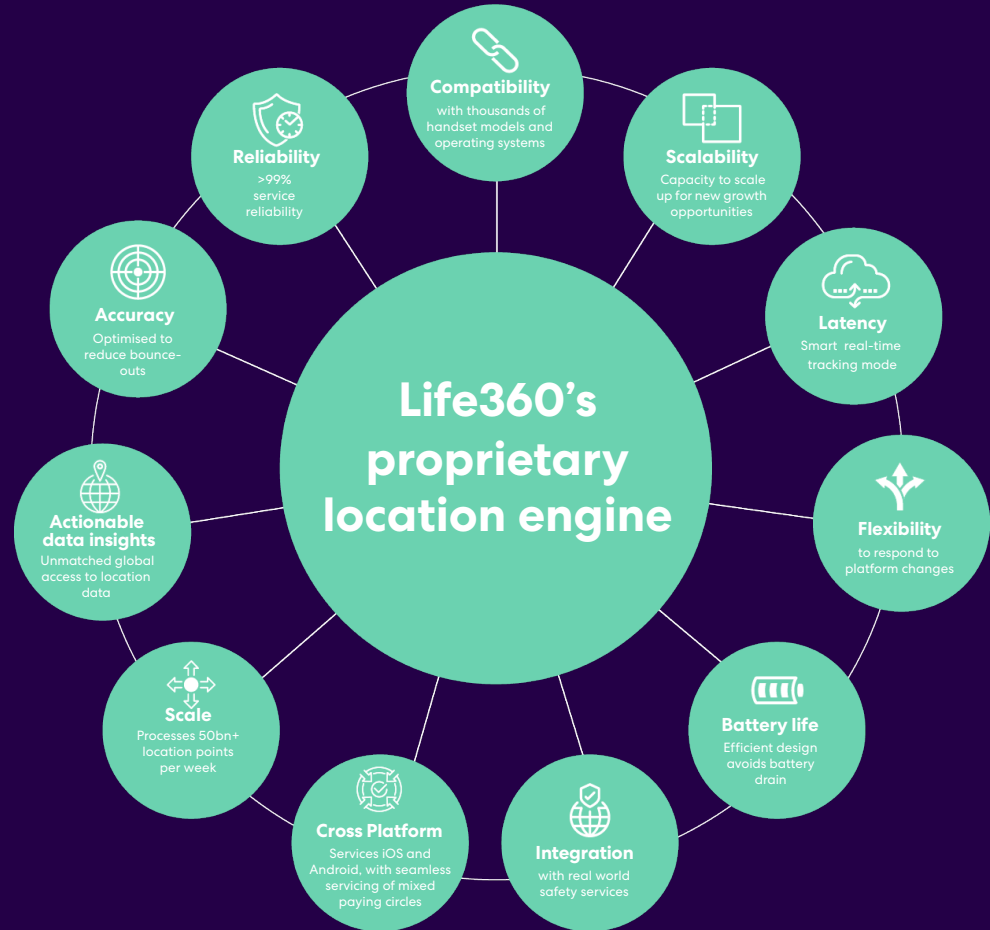 Life360's
proprietary
location engine
Compatibility
with thousands of
handset models and
operating systems
Scalability
Capacity to scale
up for new growth
opportunities
Latency
Smart real-time
tracking mode
Flexibility
to respond to
platform changes
Battery life
Efficient design
avoids battery
drain
Integration
with real world
safety services
Cross Platform
Services iOS and
Android, with seamless
servicing of mixed
paying circles
Scale
Processes 50bn+
location points
per week
Actionable
data insights
Unmatched global
access to location
data
Accuracy
Optimised to
reduce bounce-
outs
Reliability
>99%
service
reliability